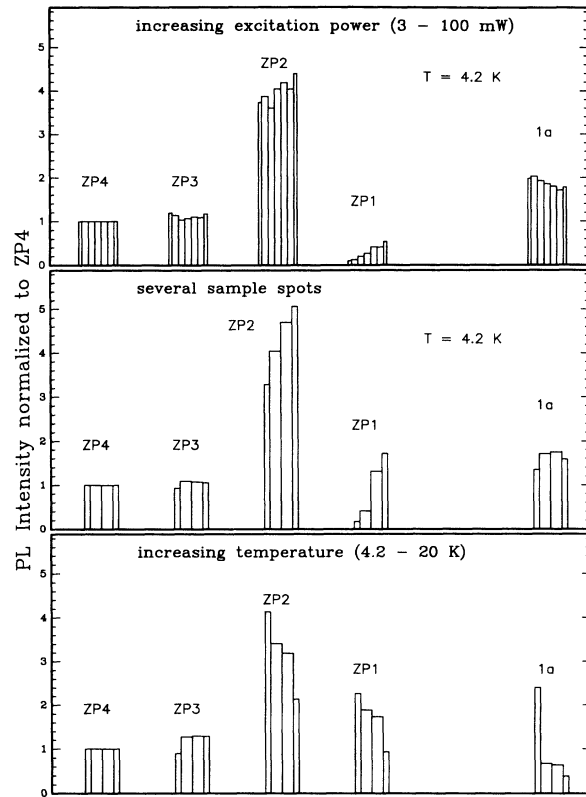 PL Intensity normalized to ZP4
increasing excitation power (3 - 100 mW)
5
4
3
2
1
0
ZP4
ZP3
ZP2
ZP1
1a
T = 4.2 K
several sample spots
5
4
3
2
1
0
ZP4
ZP3
ZP2
ZP1
1a
T = 4.2 K
increasing temperature (4.2 - 20 K)
5
4
3
2
1
0
ZP4
ZP3
ZP2
ZP1
1a